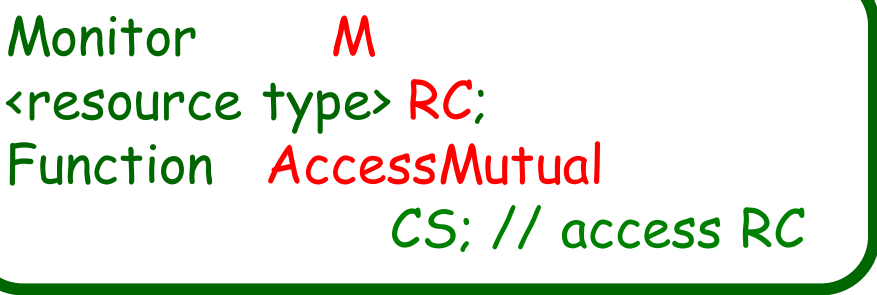 Monitor M
<resource type> RC;
Function AccessMutual
CS; // access RC